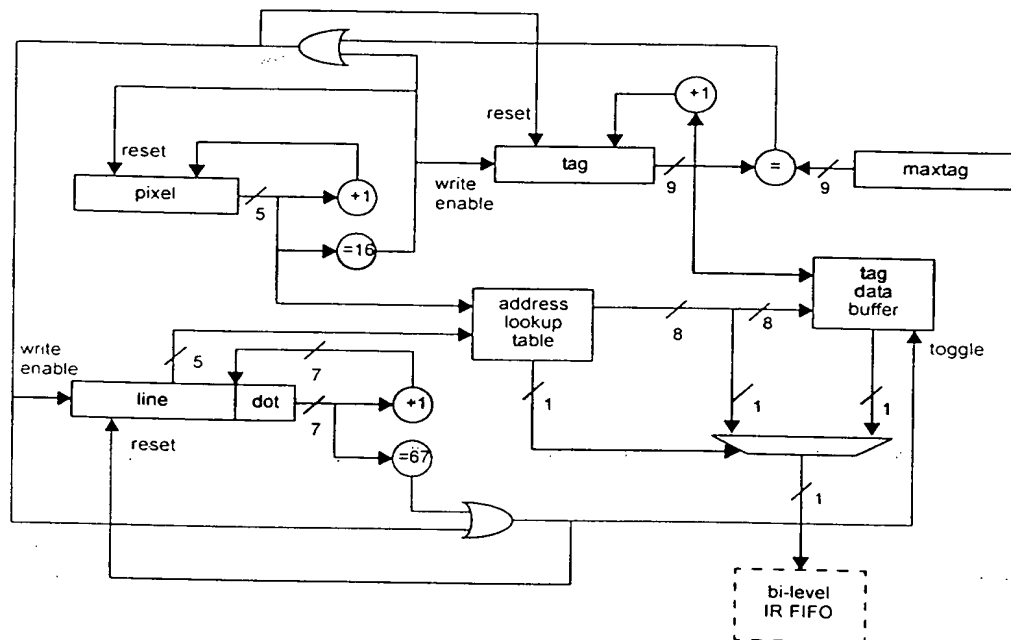 reset
+1
reset
tag
9
=
9
maxtag
write
enable
pixel
5
+1
=16
address
lookup
table
8
8
tag
data
buffer
toggle
write
enable
5
7
line
dot
7
+1
1
1
1
reset
=67
1
bi-level
IR FIFO